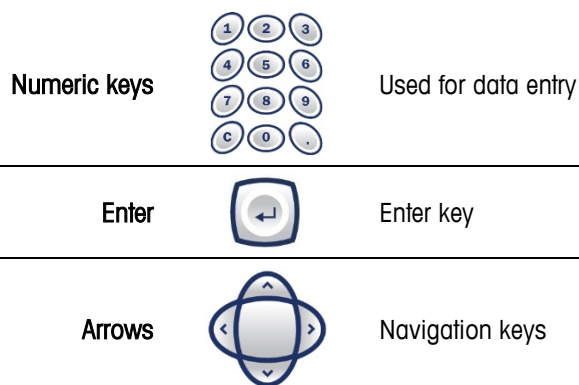 1 2 3
4 5 6
Numeric keys Used for data entry
7 8 9
C 0 .
Enter Enter key
Arrows Navigation keys